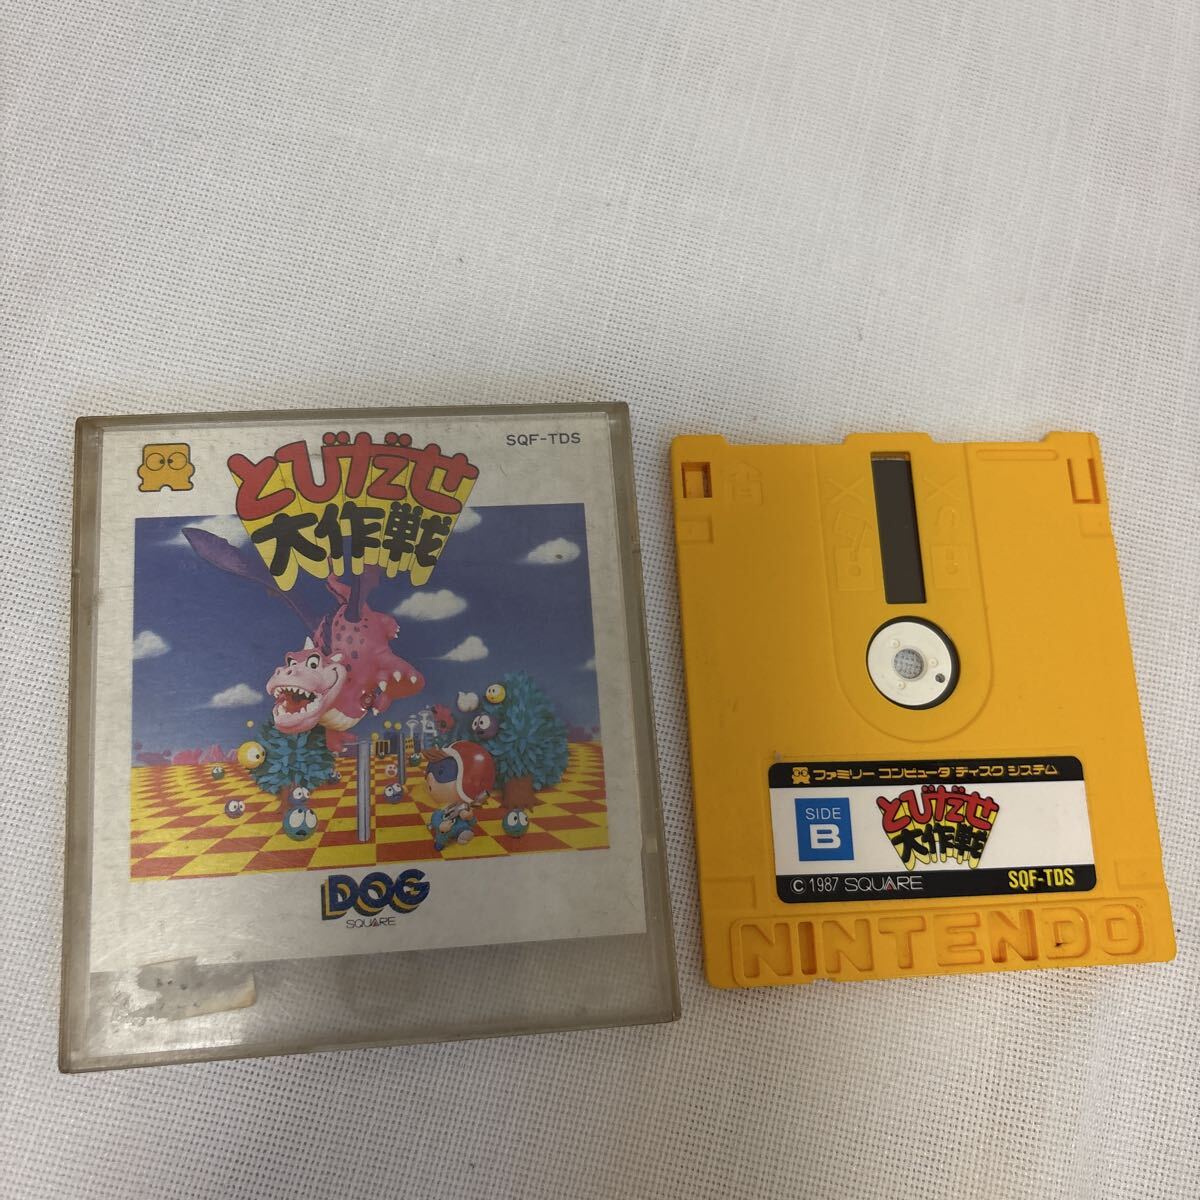 SQF-TDS
とびだせ
大作戦
DOG
SQUARE
ファミリー コンピュータ ディスク システム
SIDE
B
とびだせ
大作戦
© 1987 SQUARE
SQF-TDS
NINTENDO